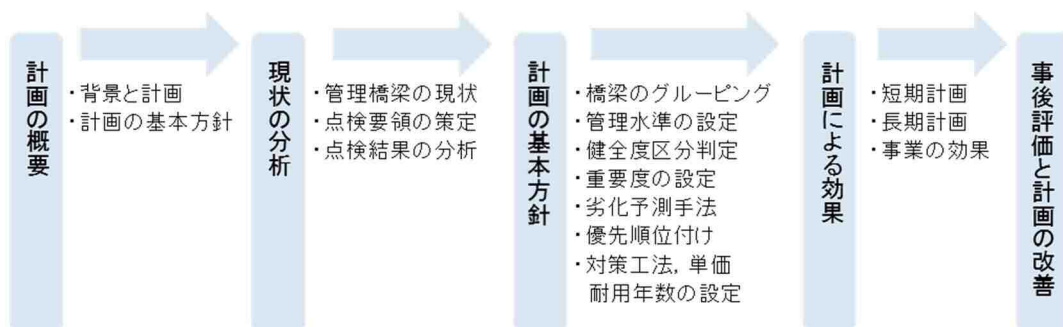 計画の概要
・背景と計画
・計画の基本方針
現状の分析
・管理橋梁の現状
・点検要領の策定
・点検結果の分析
計画の基本方針
・橋梁のグルーピング
・管理水準の設定
・健全度区分判定
・重要度の設定
・劣化予測手法
・優先順位付け
・対策工法, 単価
耐用年数の設定
計画による効果
・短期計画
・長期計画
・事業の効果
事後評価と計画の改善